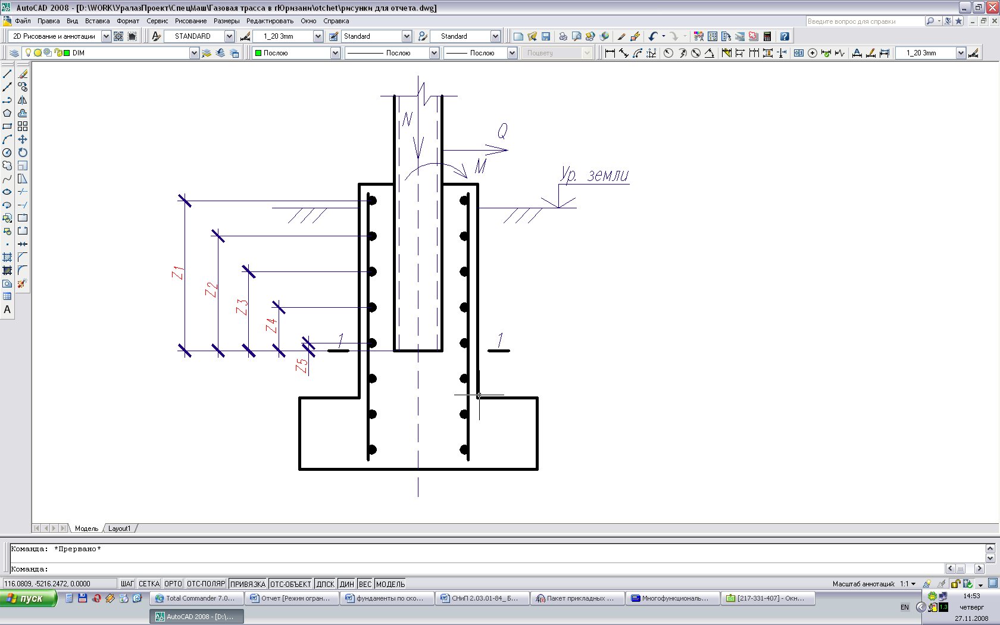 AutoCAD 2008 - [D:\WORK\УралазПроект\СпецМаш\Газовая трасса в гЮризани\otchet\рисунки для отчета.dwg]
Файл Правка Вид Вставка Формат Сервис Рисование Размеры Редактировать Окно Справка
Введите вопрос для справки
2D Рисование и аннотации STANDARD 1_20 3mm Standard Standard
DIM Послою Послою Послою Поцвету 1_20 3mm
N
Q
M
Ур. земли
Z1
Z2
Z3
Z4
Z5
1
1
A
Модель Layout1
Команда: *Прервано*
Команда:
116.0809, -5216.2472, 0.0000 ШАГ СЕТКА ОРТО ОТС-ПОЛЯР ПРИВЯЗКА ОТС-ОБЪЕКТ ДПСК ДИН ВЕС МОДЕЛЬ Масштаб аннотаций: 1:1
пуск Total Commander 7.0... Отчет [Режим огран... фундаменты по ско... СНиП 2.03.01-84_ Б... Пакет прикладных ... Многофункциональ... [217-331-407] - Окн... 14:53
AutoCAD 2008 - [D:\... EN 1.3 четверг
27.11.2008